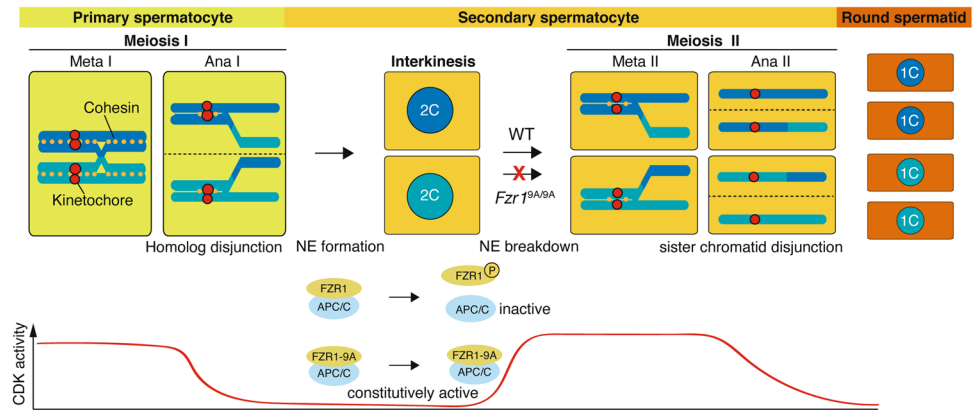 Primary spermatocyte
Secondary spermatocyte
Round spermatid
Meiosis I
Interkinesis
Meiosis II
Meta I
Ana I
Meta II
Ana II
Cohesin
Kinetochore
2C
2C
WT
X
Fzr1 9A/9A
1C
1C
1C
1C
Homolog disjunction
NE formation
NE breakdown
sister chromatid disjunction
FZR1
APC/C
FZR1 P
APC/C inactive
FZR1-9A
APC/C
FZR1-9A
APC/C
constitutively active
CDK activity